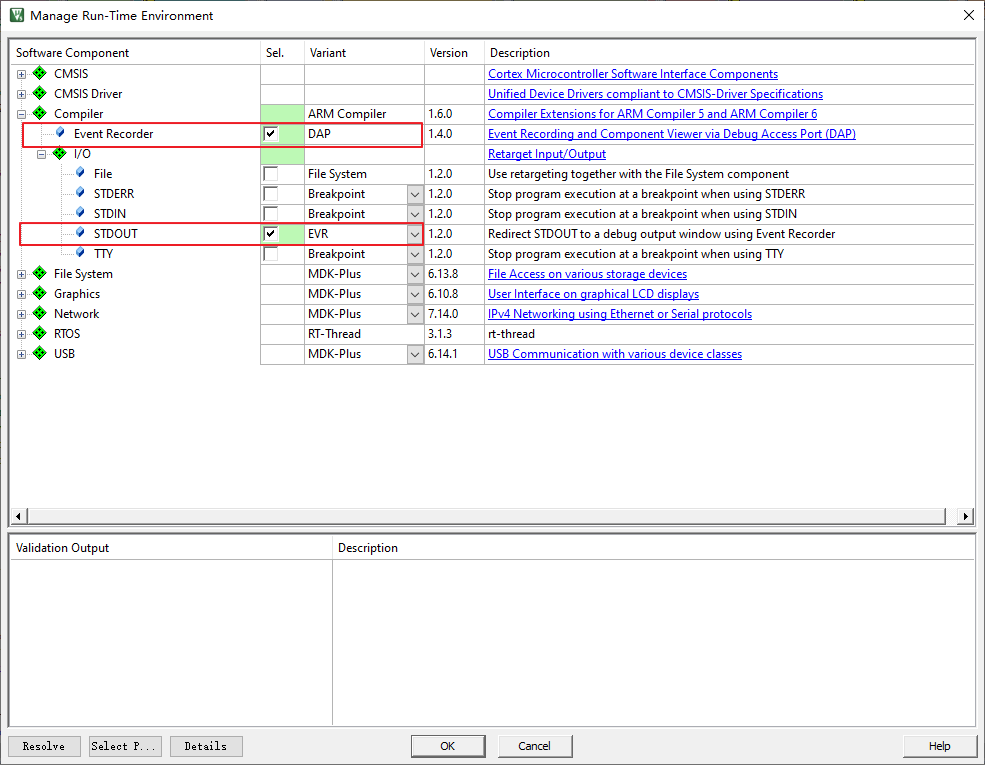 Manage Run-Time Environment
Software Component Sel. Variant Version Description
CMSIS Cortex Microcontroller Software Interface Components
CMSIS Driver Unified Device Drivers compliant to CMSIS-Driver Specifications
Compiler ARM Compiler 1.6.0 Compiler Extensions for ARM Compiler 5 and ARM Compiler 6
Event Recorder DAP 1.4.0 Event Recording and Component Viewer via Debug Access Port (DAP)
I/O Retarget Input/Output
File File System 1.2.0 Use retargeting together with the File System component
STDERR Breakpoint 1.2.0 Stop program execution at a breakpoint when using STDERR
STDIN Breakpoint 1.2.0 Stop program execution at a breakpoint when using STDIN
STDOUT EVR 1.2.0 Redirect STDOUT to a debug output window using Event Recorder
TTY Breakpoint 1.2.0 Stop program execution at a breakpoint when using TTY
File System MDK-Plus 6.13.8 File Access on various storage devices
Graphics MDK-Plus 6.10.8 User Interface on graphical LCD displays
Network MDK-Plus 7.14.0 IPv4 Networking using Ethernet or Serial protocols
RTOS RT-Thread 3.1.3 rt-thread
USB MDK-Plus 6.14.1 USB Communication with various device classes
Validation Output Description
Resolve Select P... Details OK Cancel Help